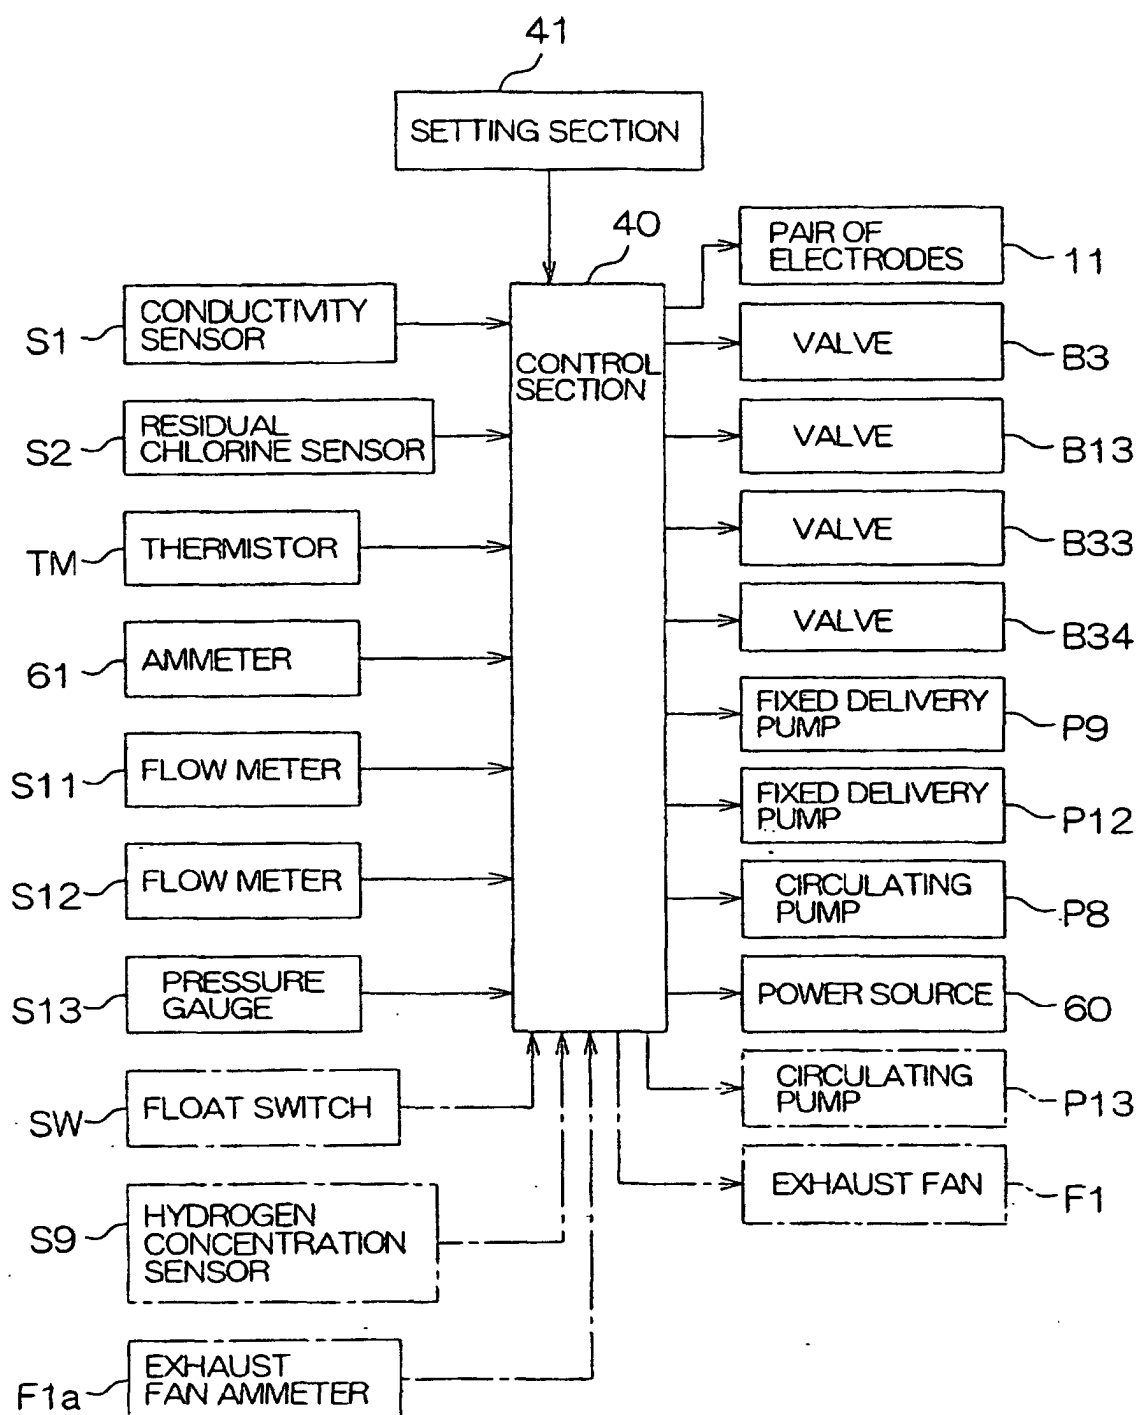 41
SETTING SECTION
40
CONTROL
SECTION
S1
CONDUCTIVITY
SENSOR
S2
RESIDUAL
CHLORINE SENSOR
TM
THERMISTOR
61
AMMETER
S11
FLOW METER
S12
FLOW METER
S13
PRESSURE
GAUGE
SW
FLOAT SWITCH
S9
HYDROGEN
CONCENTRATION
SENSOR
F1a
EXHAUST
FAN AMMETER
PAIR OF
ELECTRODES
11
VALVE
B3
VALVE
B13
VALVE
B33
VALVE
B34
FIXED DELIVERY
PUMP
P9
FIXED DELIVERY
PUMP
P12
CIRCULATING
PUMP
P8
POWER SOURCE
60
CIRCULATING
PUMP
P13
EXHAUST FAN
F1